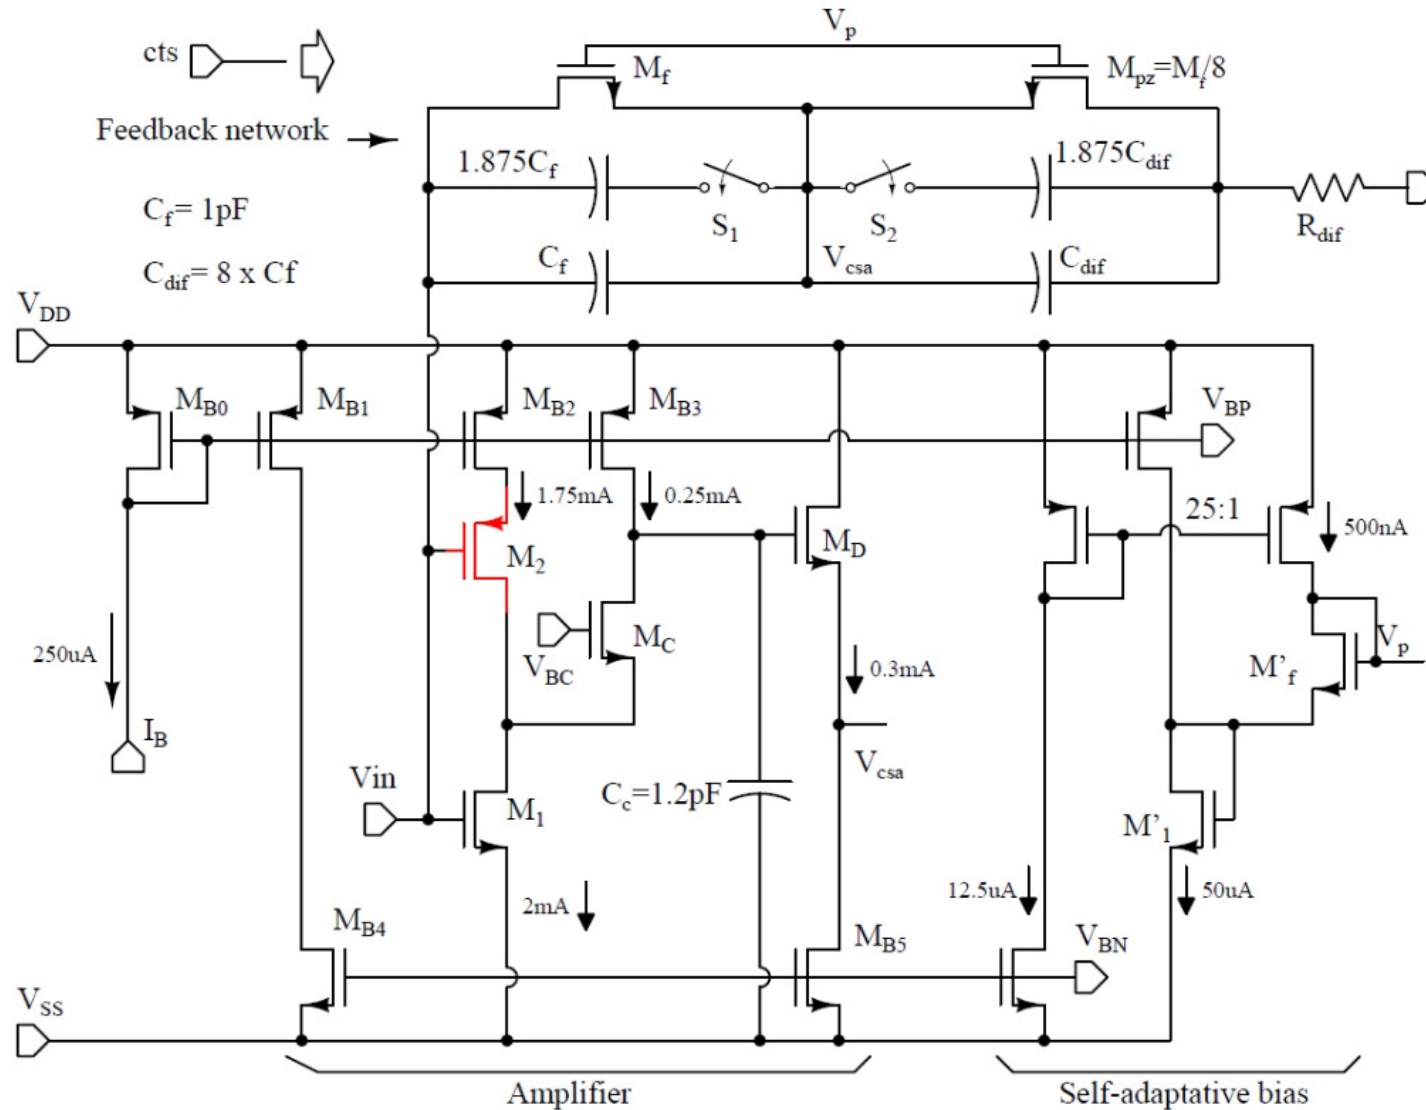 V_p
cts
M_f
M_pz=M_f/8
Feedback network
1.875C_f
1.875C_dif
C_f= 1pF
S_1
S_2
R_dif
C_dif= 8 x Cf
C_f
V_csa
C_dif
V_DD
M_B0
M_B1
M_B2
M_B3
V_BP
1.75mA
0.25mA
25:1
500nA
M_2
M_D
M_C
V_BC
250uA
0.3mA
M'_f
V_p
I_B
Vin
M_1
C_c=1.2pF
V_csa
M'_1
2mA
12.5uA
50uA
M_B4
M_B5
V_BN
V_SS
Amplifier
Self-adaptative bias